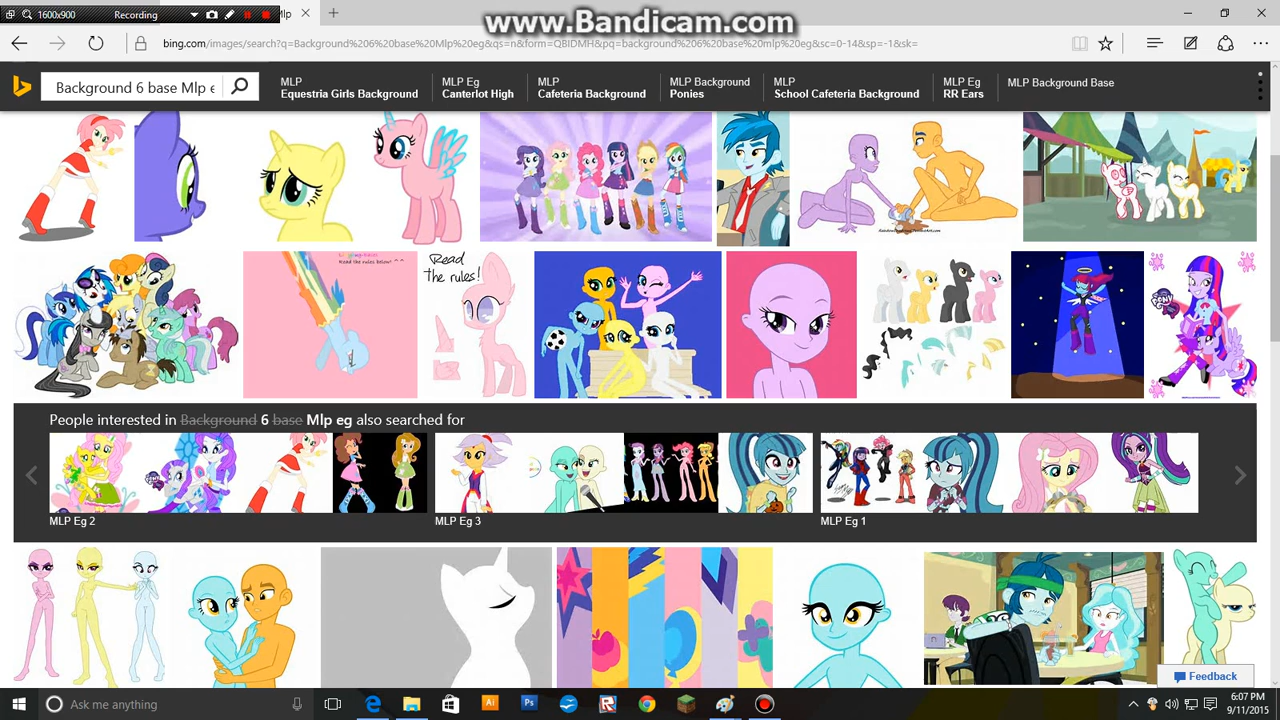 1600x900
Recording
Mlp
www.Bandicam.com
bing.com/images/search?q=Background%206%20base%20Mlp%20eg&qs=n&form=QBIDMH&pq=background%206%20base%20mlp%20eg&sc=0-14&sp=-1&sk=
Background 6 base Mlp e
MLP
Equestria Girls Background
MLP Eg
Canterlot High
MLP
Cafeteria Background
MLP Background
Ponies
MLP
School Cafeteria Background
MLP Eg
RR Ears
MLP Background Base
Read the rules below! ^^
Read
the rules!
People interested in Background 6 base Mlp eg also searched for
MLP Eg 2
MLP Eg 3
MLP Eg 1
Feedback
Ask me anything
Ai
Ps
6:07 PM
9/11/2015